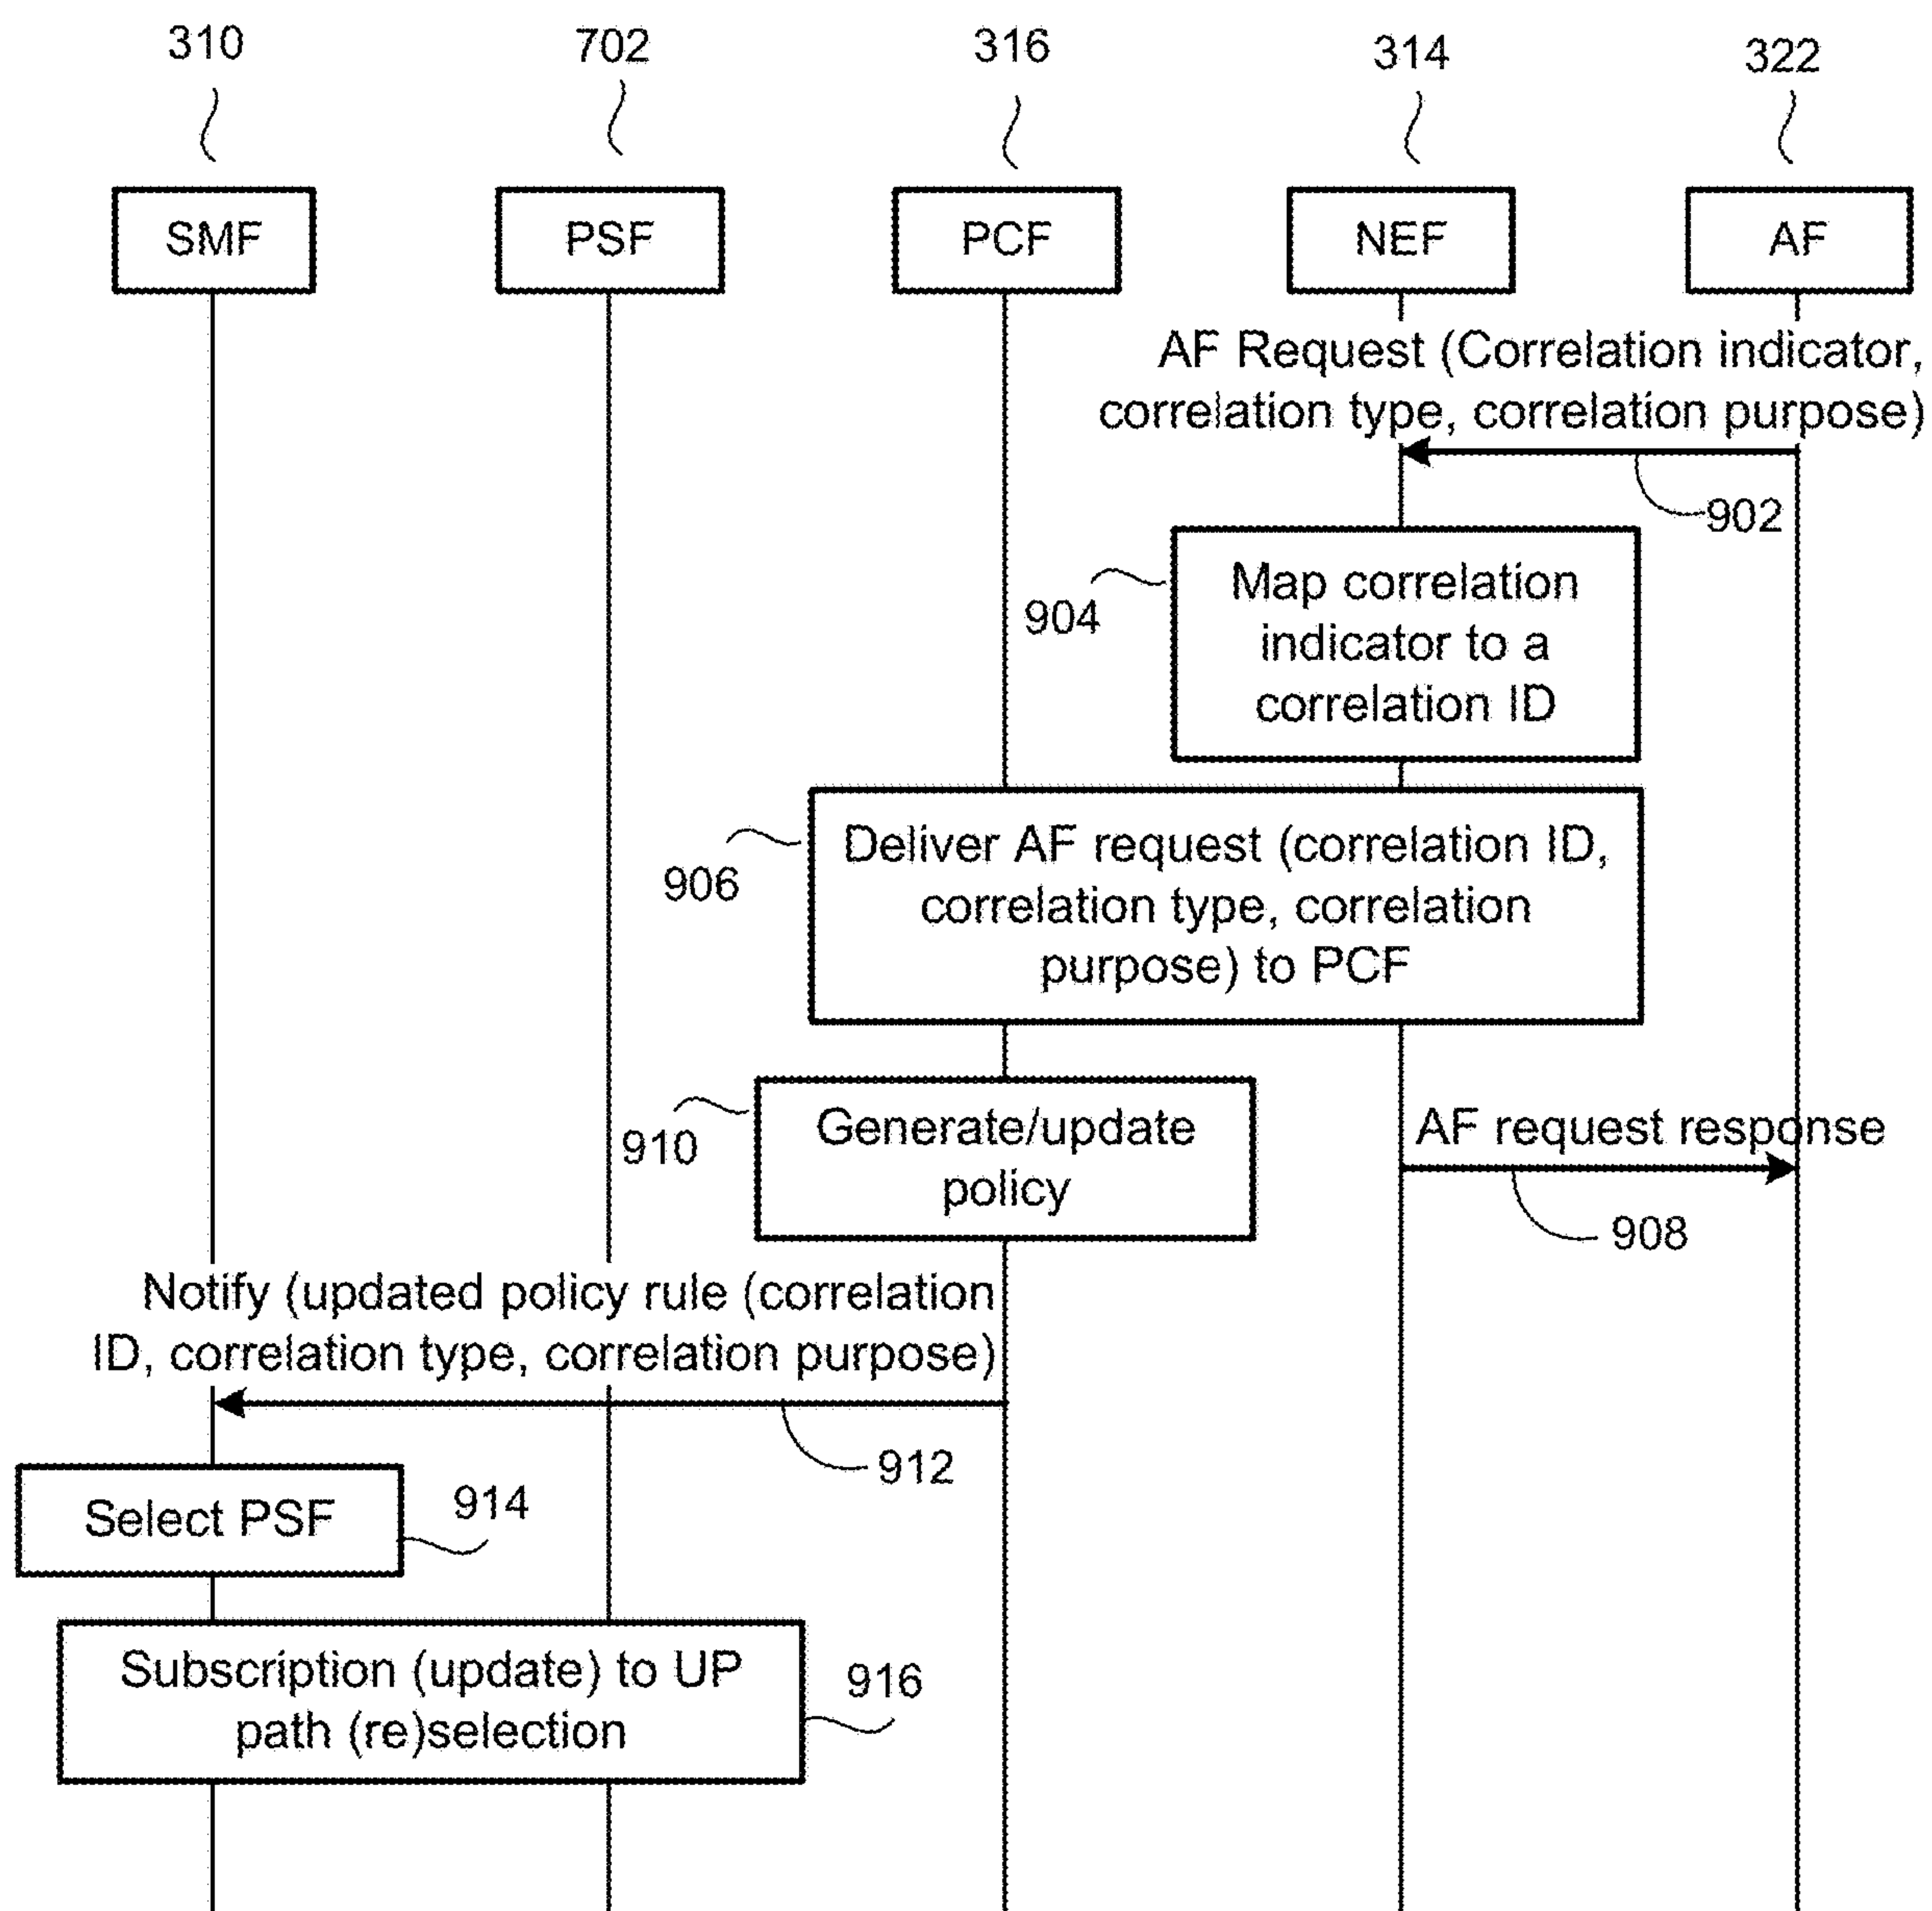 310
702
316
314
322
SMF
PSF
PCF
NEF
AF
AF Request (Correlation indicator,
correlation type, correlation purpose)
902
Map correlation
indicator to a
correlation ID
904
Deliver AF request (correlation ID,
correlation type, correlation
purpose) to PCF
906
Generate/update
policy
910
AF request response
908
Notify (updated policy rule (correlation
ID, correlation type, correlation purpose)
912
Select PSF
914
Subscription (update) to UP
path (re)selection
916